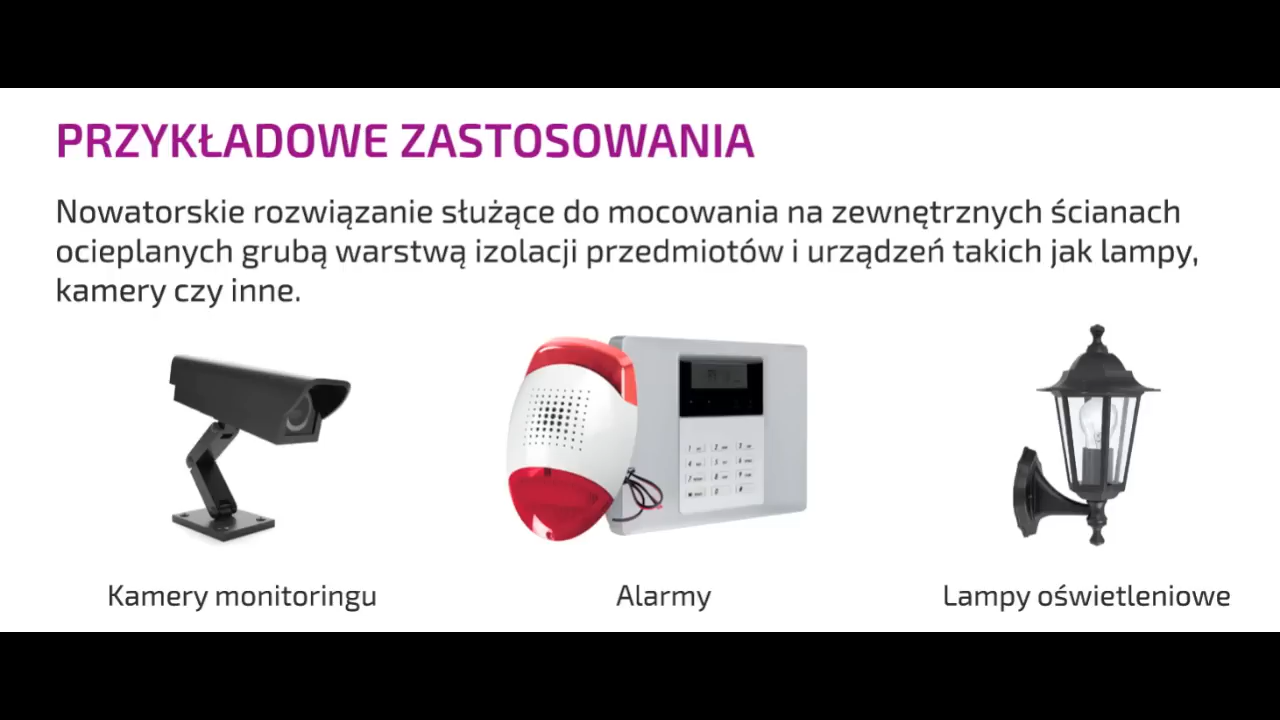 PRZYKŁADOWE ZASTOSOWANIA
Nowatorskie rozwiązanie służące do mocowania na zewnętrznych ścianach
ocieplanych grubą warstwą izolacji przedmiotów i urządzeń takich jak lampy,
kamery czy inne.
Kamery monitoringu
Alarmy
Lampy oświetleniowe